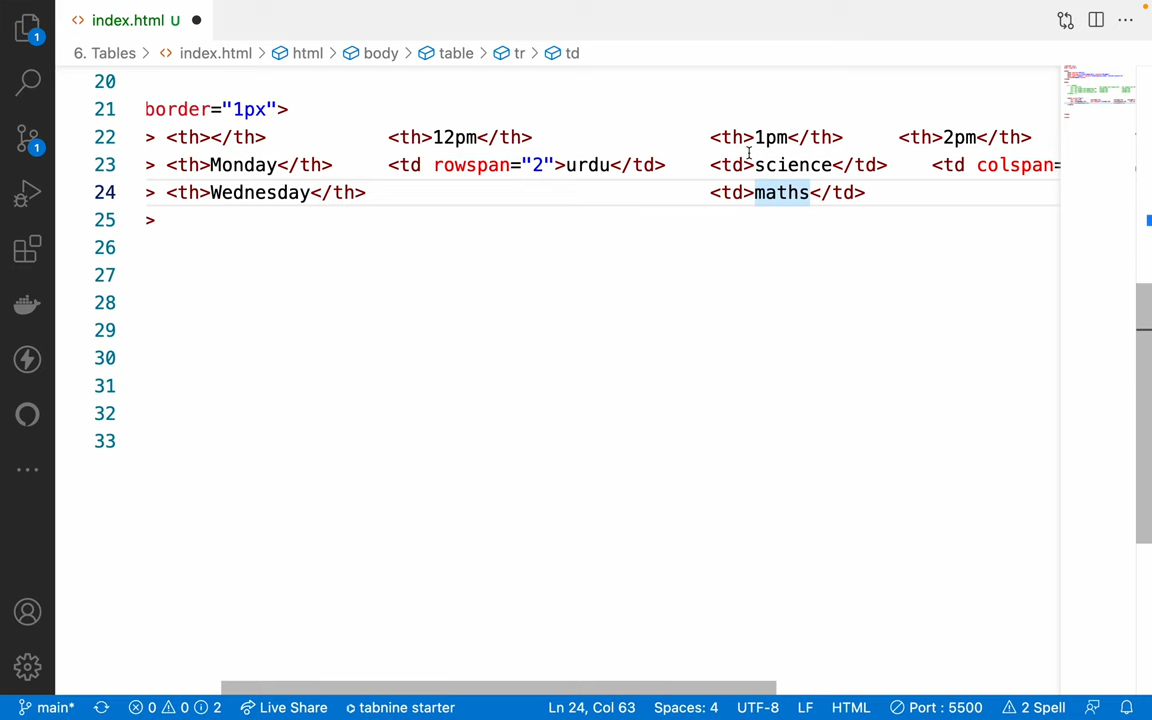 index.html U
6. Tables > index.html > html > body > table > tr > td
20
21 border="1px">
22 > <th></th> <th>12pm</th> <th>1pm</th> <th>2pm</th>
23 > <th>Monday</th> <td rowspan="2">urdu</td> <td>science</td> <td colspan=
24 > <th>Wednesday</th> <td>maths</td>
25 >
26
27
28
29
30
31
32
33
1
1
main* 0 0 2 Live Share tabnine starter Ln 24, Col 63 Spaces: 4 UTF-8 LF HTML Port : 5500 2 Spell